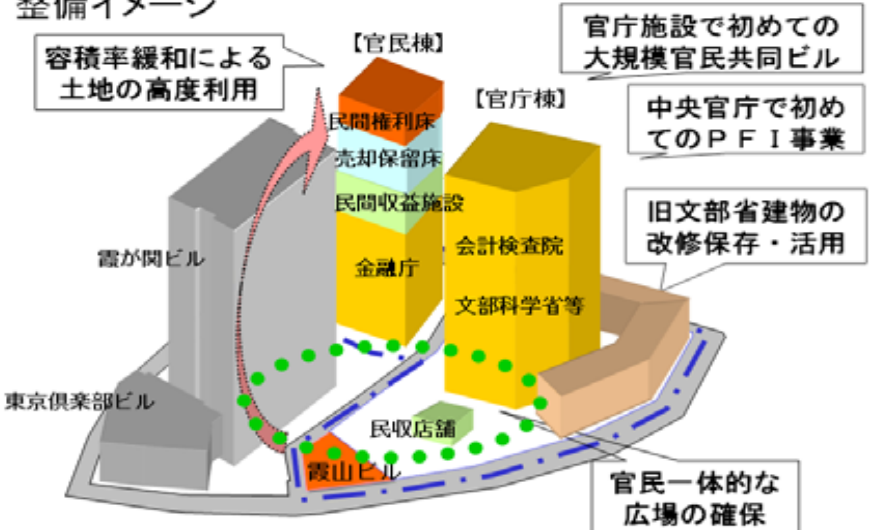 整備イメージ
容積率緩和による
土地の高度利用
【官民棟】
官庁施設で初めての
大規模官民共同ビル
【官庁棟】
中央官庁で初め
てのＰＦＩ事業
民間権利床
売却保留床
民間収益施設
金融庁
旧文部省建物の
改修保存・活用
会計検査院
文部科学省等
霞が関ビル
東京倶楽部ビル
民収店舗
霞山ビル
官民一体的な
広場の確保